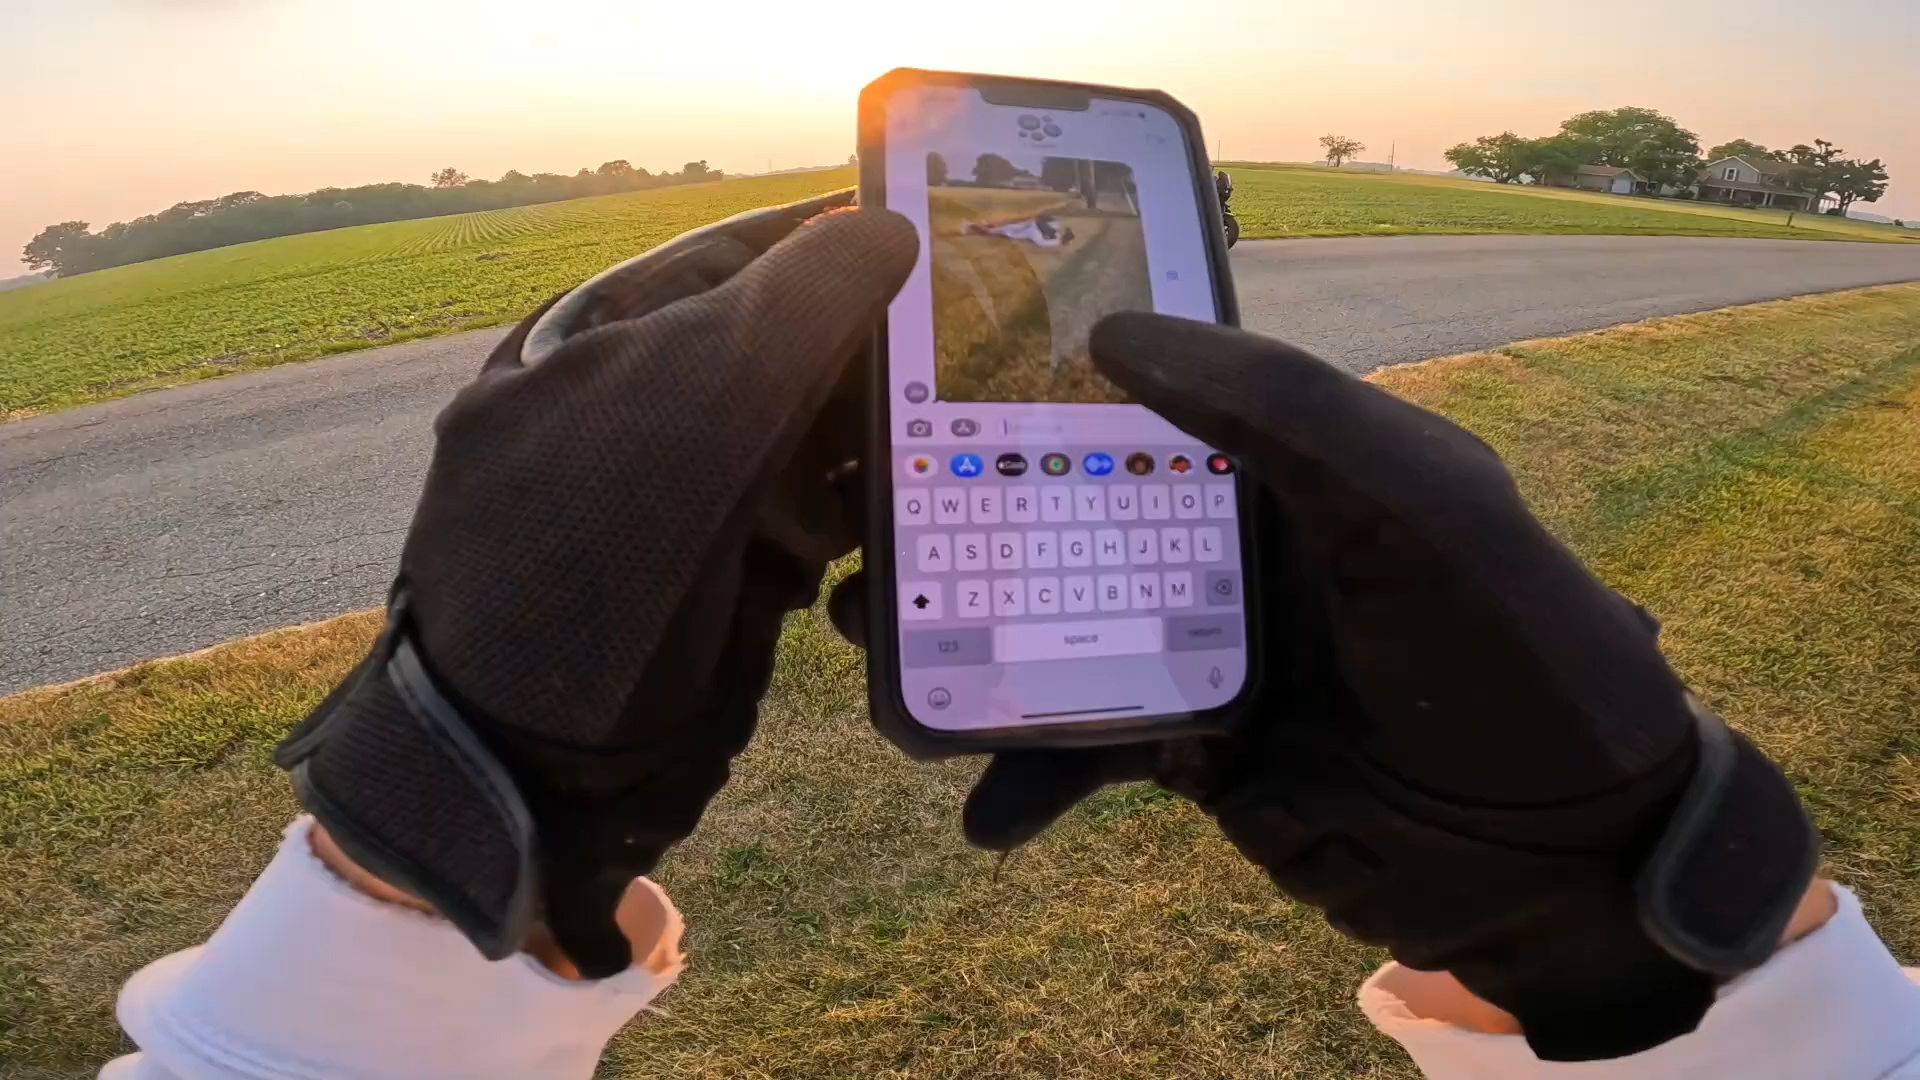 Q W E R T Y U I O P
A S D F G H J K L
Z X C V B N M
123 space return